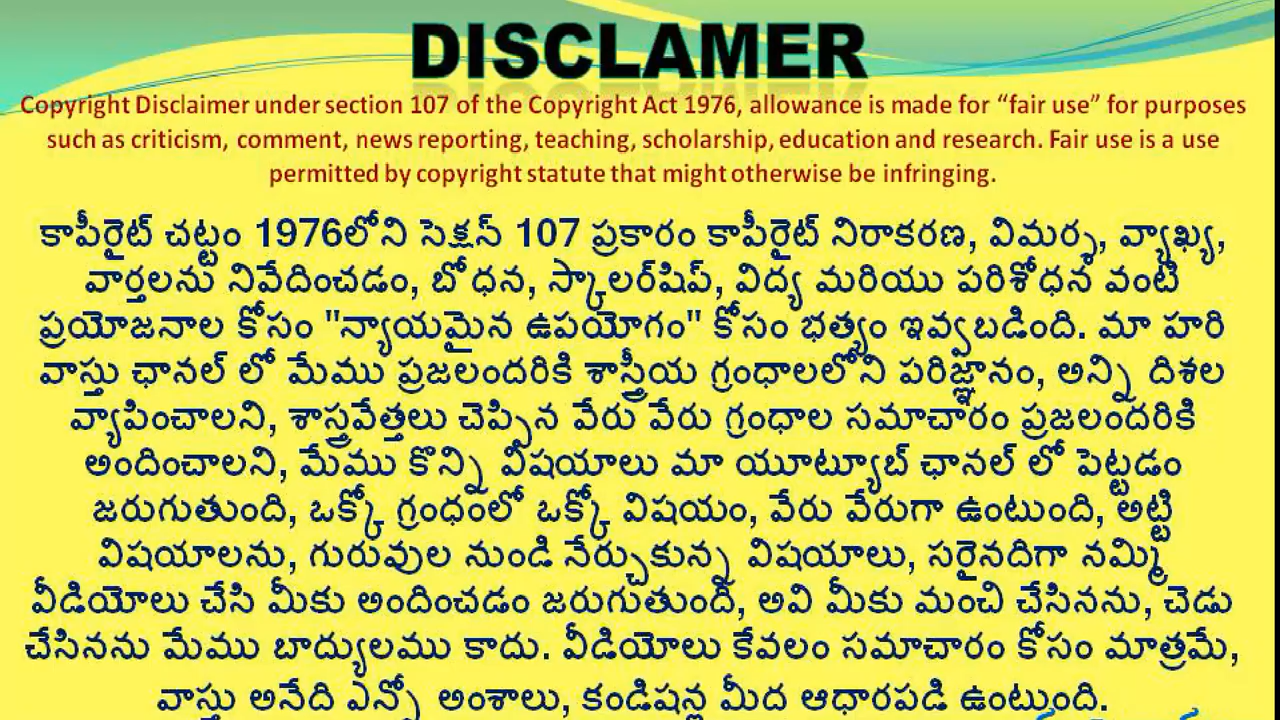 DISCLAMER
Copyright Disclaimer under section 107 of the Copyright Act 1976, allowance is made for “fair use” for purposes
such as criticism, comment, news reporting, teaching, scholarship, education and research. Fair use is a use
permitted by copyright statute that might otherwise be infringing.
కాపీరైట్ చట్టం 1976లోని సెక్షన్ 107 ప్రకారం కాపీరైట్ నిరాకరణ, విమర్శ, వ్యాఖ్య,
వార్తలను నివేదించడం, బోధన, స్కాలర్‌షిప్, విద్య మరియు పరిశోధన వంటి
ప్రయోజనాల కోసం "న్యాయమైన ఉపయోగం" కోసం భత్యం ఇవ్వబడింది. మా హరి
వాస్తు ఛానల్ లో మేము ప్రజలందరికి శాస్త్రీయ గ్రంధాలలోని పరిజ్ఞానం, అన్ని దిశల
వ్యాపించాలని, శాస్త్రవేత్తలు చెప్పిన వేరు వేరు గ్రంధాల సమాచారం ప్రజలందరికి
అందించాలని, మేము కొన్ని విషయాలు మా యూట్యూబ్ ఛానల్ లో పెట్టడం
జరుగుతుంది, ఒక్కో గ్రంధంలో ఒక్కో విషయం, వేరు వేరుగా ఉంటుంది, అట్టి
విషయాలను, గురువుల నుండి నేర్చుకున్న విషయాలు, సరైనదిగా నమ్మి
వీడియోలు చేసి మీకు అందించడం జరుగుతుంది, అవి మీకు మంచి చేసినను, చెడు
చేసినను మేము బాద్యులము కాదు. వీడియోలు కేవలం సమాచారం కోసం మాత్రమే,
వాస్తు అనేది ఎన్నో అంశాలు, కండిషన్ల మీద ఆధారపడి ఉంటుంది.